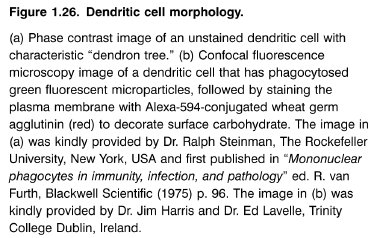 Figure 1.26. Dendritic cell morphology.
(a) Phase contrast image of an unstained dendritic cell with
characteristic “dendron tree.” (b) Confocal fluorescence
microscopy image of a dendritic cell that has phagocytosed
green fluorescent microparticles, followed by staining the
plasma membrane with Alexa-594-conjugated wheat germ
agglutinin (red) to decorate surface carbohydrate. The image in
(a) was kindly provided by Dr. Ralph Steinman, The Rockefeller
University, New York, USA and first published in “Mononuclear
phagocytes in immunity, infection, and pathology” ed. R. van
Furth, Blackwell Scientific (1975) p. 96. The image in (b) was
kindly provided by Dr. Jim Harris and Dr. Ed Lavelle, Trinity
College Dublin, Ireland.